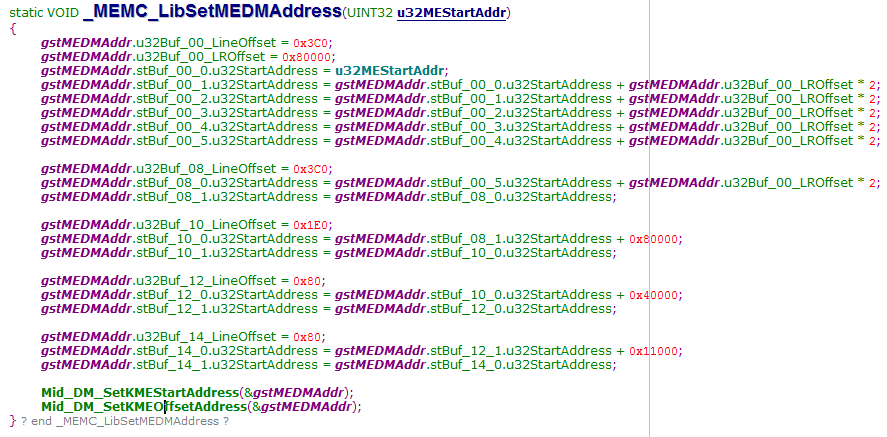 static VOID _MEMC_LibSetMEDMAddress(UINT32 u32MEStartAddr)
{
gstMEDMAddr.u32Buf_00_LineOffset = 0x3C0;
gstMEDMAddr.u32Buf_00_LROffset = 0x80000;
gstMEDMAddr.stBuf_00_0.u32StartAddress = u32MEStartAddr;
gstMEDMAddr.stBuf_00_1.u32StartAddress = gstMEDMAddr.stBuf_00_0.u32StartAddress + gstMEDMAddr.u32Buf_00_LROffset * 2;
gstMEDMAddr.stBuf_00_2.u32StartAddress = gstMEDMAddr.stBuf_00_1.u32StartAddress + gstMEDMAddr.u32Buf_00_LROffset * 2;
gstMEDMAddr.stBuf_00_3.u32StartAddress = gstMEDMAddr.stBuf_00_2.u32StartAddress + gstMEDMAddr.u32Buf_00_LROffset * 2;
gstMEDMAddr.stBuf_00_4.u32StartAddress = gstMEDMAddr.stBuf_00_3.u32StartAddress + gstMEDMAddr.u32Buf_00_LROffset * 2;
gstMEDMAddr.stBuf_00_5.u32StartAddress = gstMEDMAddr.stBuf_00_4.u32StartAddress + gstMEDMAddr.u32Buf_00_LROffset * 2;
gstMEDMAddr.u32Buf_08_LineOffset = 0x3C0;
gstMEDMAddr.stBuf_08_0.u32StartAddress = gstMEDMAddr.stBuf_00_5.u32StartAddress + gstMEDMAddr.u32Buf_00_LROffset * 2;
gstMEDMAddr.stBuf_08_1.u32StartAddress = gstMEDMAddr.stBuf_08_0.u32StartAddress;
gstMEDMAddr.u32Buf_10_LineOffset = 0x1E0;
gstMEDMAddr.stBuf_10_0.u32StartAddress = gstMEDMAddr.stBuf_08_1.u32StartAddress + 0x80000;
gstMEDMAddr.stBuf_10_1.u32StartAddress = gstMEDMAddr.stBuf_10_0.u32StartAddress;
gstMEDMAddr.u32Buf_12_LineOffset = 0x80;
gstMEDMAddr.stBuf_12_0.u32StartAddress = gstMEDMAddr.stBuf_10_0.u32StartAddress + 0x40000;
gstMEDMAddr.stBuf_12_1.u32StartAddress = gstMEDMAddr.stBuf_12_0.u32StartAddress;
gstMEDMAddr.u32Buf_14_LineOffset = 0x80;
gstMEDMAddr.stBuf_14_0.u32StartAddress = gstMEDMAddr.stBuf_12_1.u32StartAddress + 0x11000;
gstMEDMAddr.stBuf_14_1.u32StartAddress = gstMEDMAddr.stBuf_14_0.u32StartAddress;
Mid_DM_SetKMEStartAddress(&gstMEDMAddr);
Mid_DM_SetKMEOffsetAddress(&gstMEDMAddr);
} ? end _MEMC_LibSetMEDMAddress ?